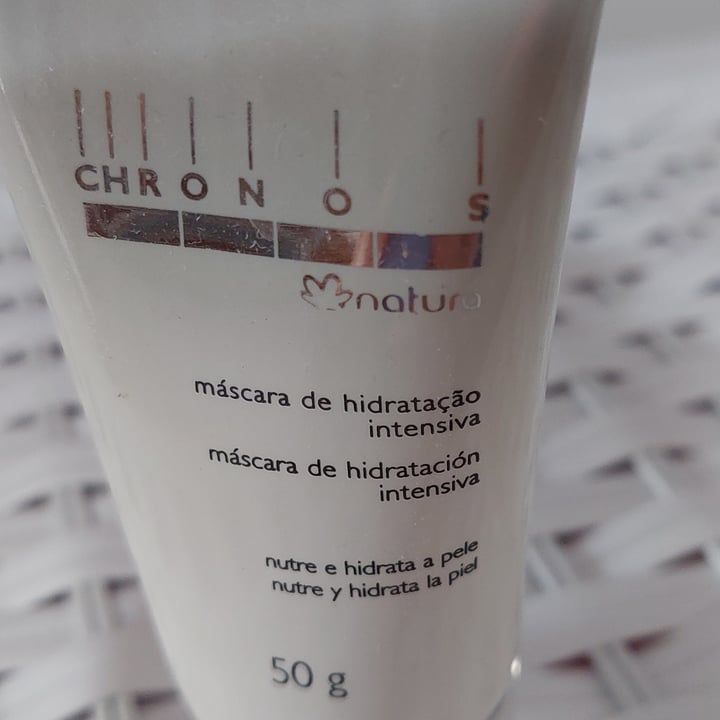 CHRONOS
natura
máscara de hidratação
intensiva
máscara de hidratación
intensiva
nutre e hidrata a pele
nutre y hidrata la piel
50 g